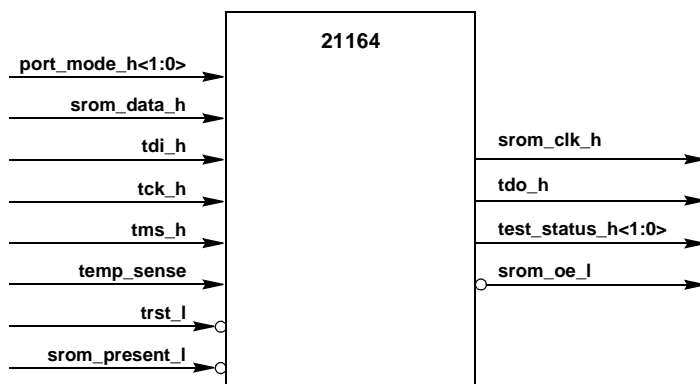 21164
port_mode_h<1:0>
srom_data_h
tdi_h
tck_h
tms_h
temp_sense
trst_l
srom_present_l
srom_clk_h
tdo_h
test_status_h<1:0>
srom_oe_l